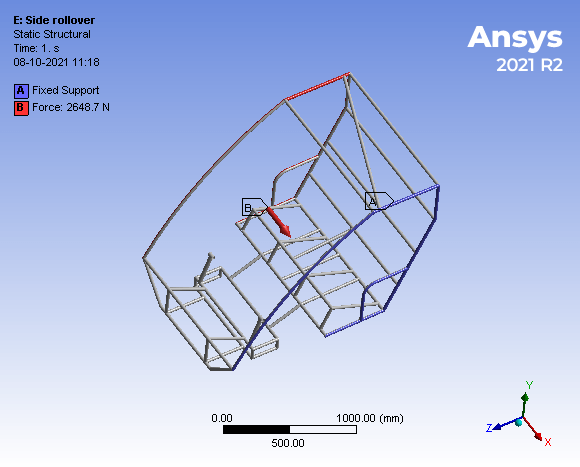 E: Side rollover
Static Structural
Time: 1. s
08-10-2021 11:18
A Fixed Support
B Force: 2648.7 N
Ansys
2021 R2
A
B
0.00 1000.00 (mm)
500.00
Y
Z
X